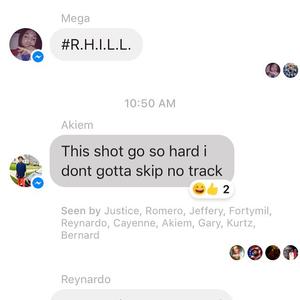 Mega
#R.H.I.L.L.
10:50 AM
Akiem
This shot go so hard i
dont gotta skip no track
2
Seen by Justice, Romero, Jeffery, Fortymil,
Reynardo, Cayenne, Akiem, Gary, Kurtz,
Bernard
Reynardo